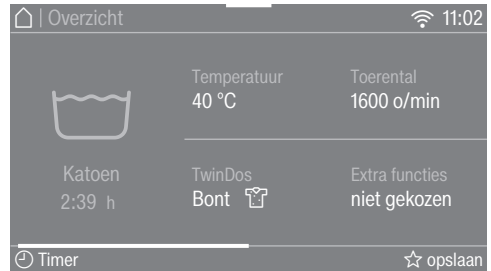 | Overzicht
11:02
Temperatuur
40 °C
Toerental
1600 o/min
Katoen
2:39 h
TwinDos
Bont
Extra functies
niet gekozen
Timer
opslaan